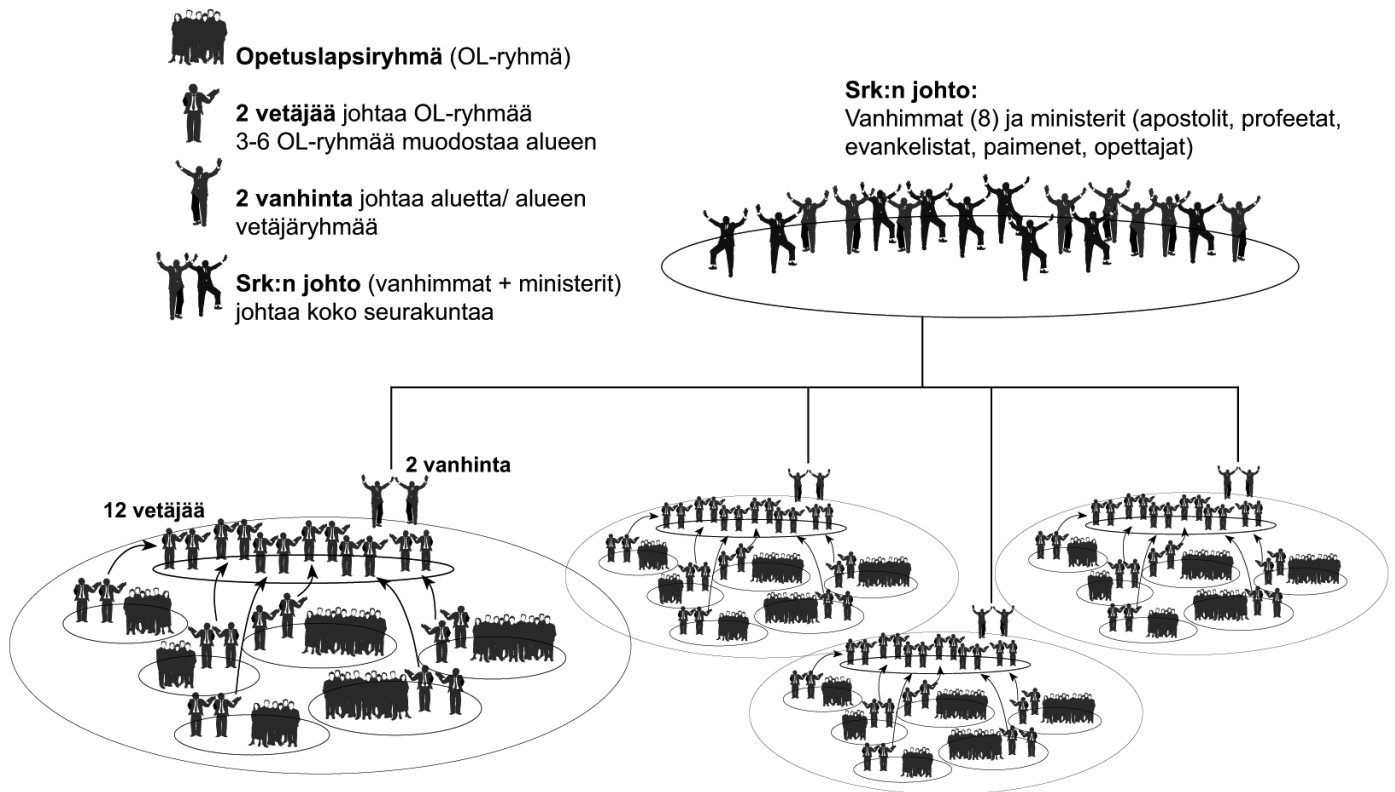 Opetuslapsiryhmä (OL-ryhmä)
2 vetäjää johtaa OL-ryhmää
3-6 OL-ryhmää muodostaa alueen
2 vanhinta johtaa aluetta/ alueen
vetäjäryhmää
Srk:n johto (vanhimmat + ministerit)
johtaa koko seurakuntaa
Srk:n johto:
Vanhimmat (8) ja ministerit (apostolit, profeetat,
evankelistat, paimenet, opettajat)
2 vanhinta
12 vetäjää